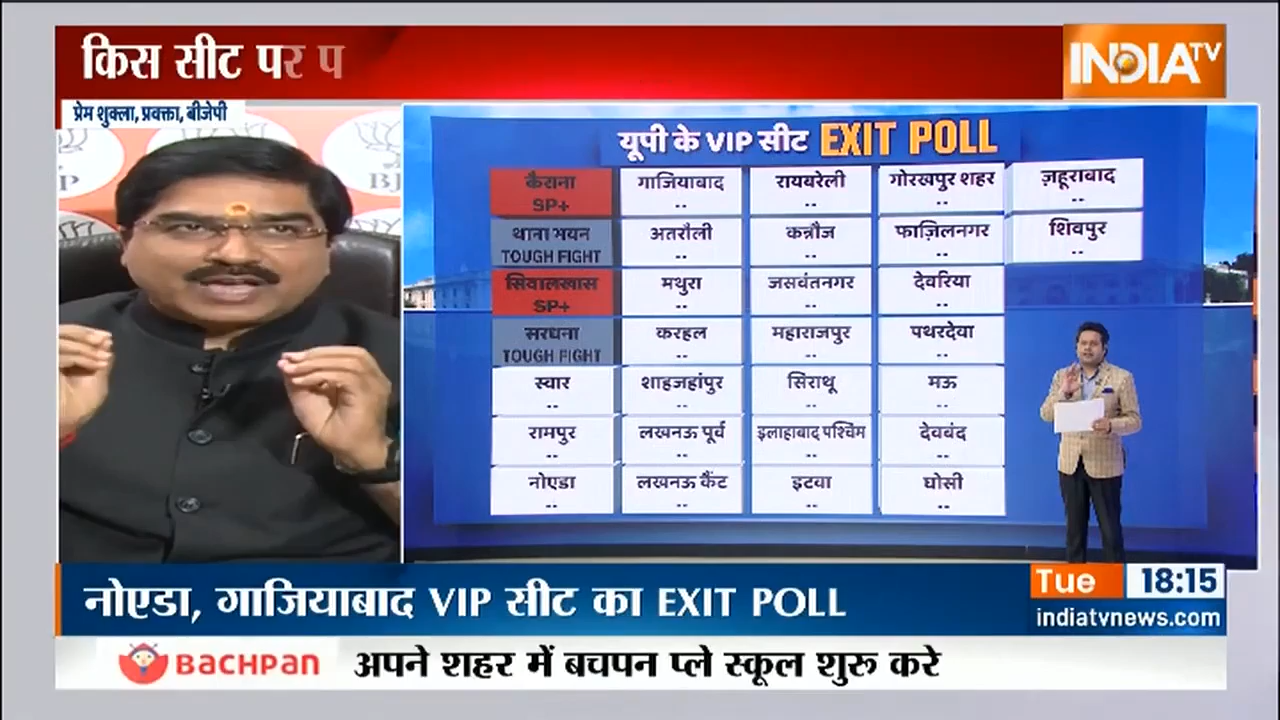 किस सीट पर प
INDIA TV
प्रेम शुक्ला, प्रवक्ता, बीजेपी
BJ
यूपी के VIP सीट EXIT POLL
कैराना
SP+
गाजियाबाद
--
रायबरेली
--
गोरखपुर शहर
--
ज़हूराबाद
--
थाना भवन
TOUGH FIGHT
अतरौली
--
कन्नौज
--
फाज़िलनगर
--
शिवपुर
--
सिवालखास
SP+
मथुरा
--
जसवंतनगर
--
देवरिया
--
सरधना
TOUGH FIGHT
करहल
--
महाराजपुर
--
पथरदेवा
--
स्वार
--
शाहजहांपुर
--
सिराथू
--
मऊ
--
रामपुर
--
लखनऊ पूर्व
--
इलाहाबाद पश्चिम
--
देवबंद
--
नोएडा
--
लखनऊ कैंट
--
इटवा
--
घोसी
--
नोएडा, गाजियाबाद VIP सीट का EXIT POLL
Tue 18:15
indiatvnews.com
BACHPAN अपने शहर में बचपन प्ले स्कूल शुरू करे